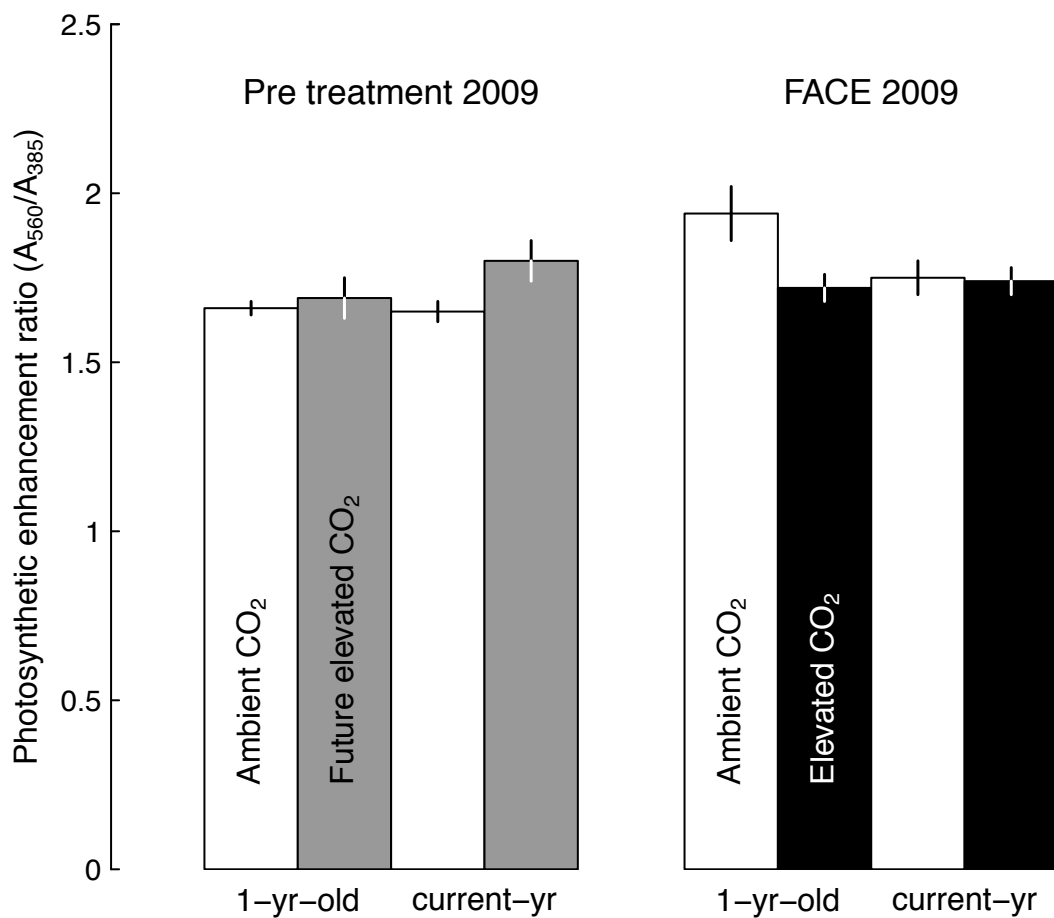 Photosynthetic enhancement ratio (A560/A385)
2.5
2
1.5
1
0.5
0
Pre treatment 2009
FACE 2009
Ambient CO2
Future elevated CO2
Ambient CO2
Elevated CO2
1−yr−old
current−yr
1−yr−old
current−yr